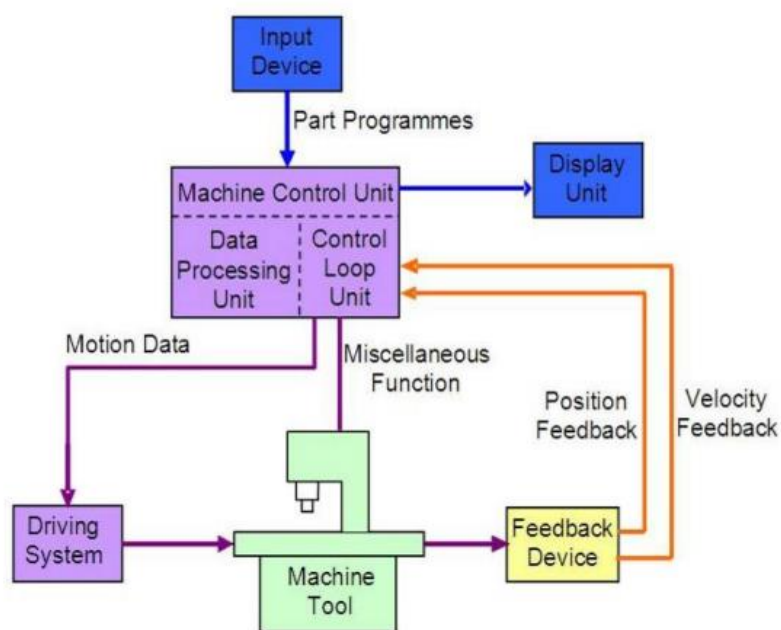 Input
Device
Part Programmes
Machine Control Unit
Display
Unit
Data
Processing
Unit
Control
Loop
Unit
Motion Data
Miscellaneous
Function
Position
Feedback
Velocity
Feedback
Driving
System
Machine
Tool
Feedback
Device